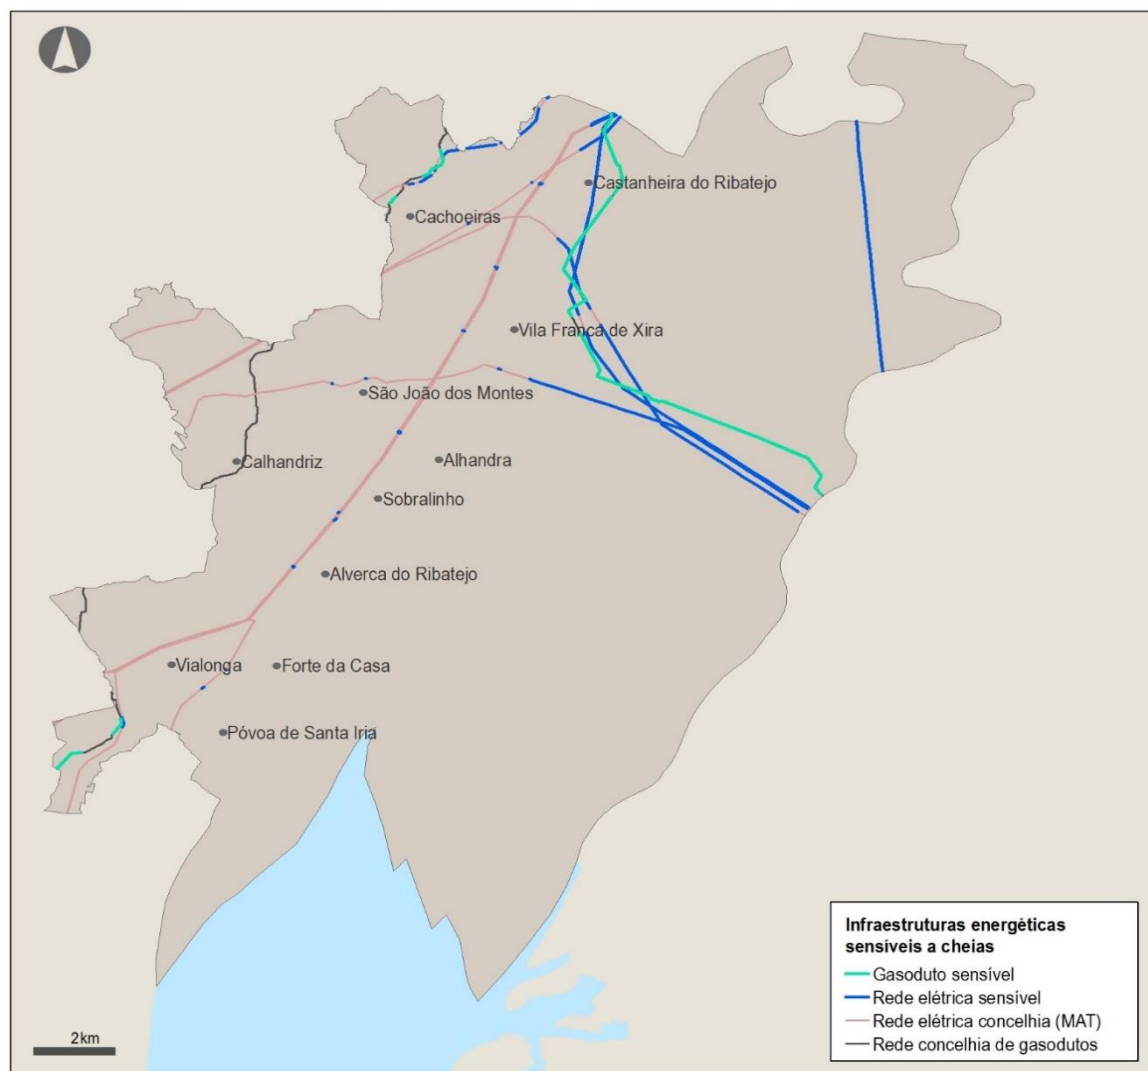 Castanheira do Ribatejo
Cachoeiras
Vila Franca de Xira
São João dos Montes
Calhandriz
Alhandra
Sobralinho
Alverca do Ribatejo
Vialonga
Forte da Casa
Póvoa de Santa Iria
Infraestruturas energéticas
sensíveis a cheias
Gasoduto sensível
Rede elétrica sensível
Rede elétrica concelhia (MAT)
Rede concelhia de gasodutos
2km